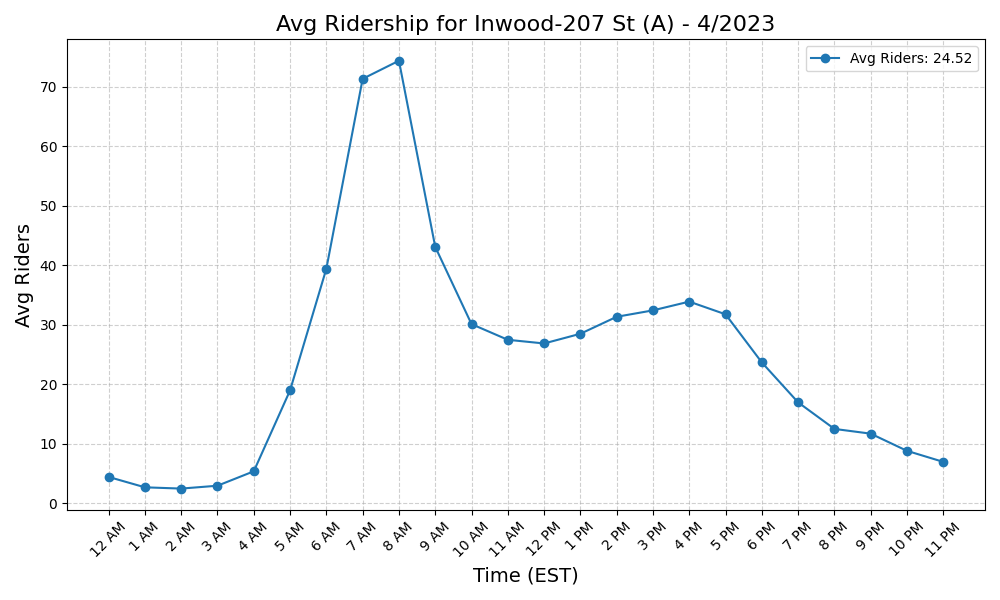 Avg Ridership for Inwood-207 St (A) - 4/2023
Avg Riders: 24.52
Avg Riders
70
60
50
40
30
20
10
0
12 AM
1 AM
2 AM
3 AM
4 AM
5 AM
6 AM
7 AM
8 AM
9 AM
10 AM
11 AM
12 PM
1 PM
2 PM
3 PM
4 PM
5 PM
6 PM
7 PM
8 PM
9 PM
10 PM
11 PM
Time (EST)